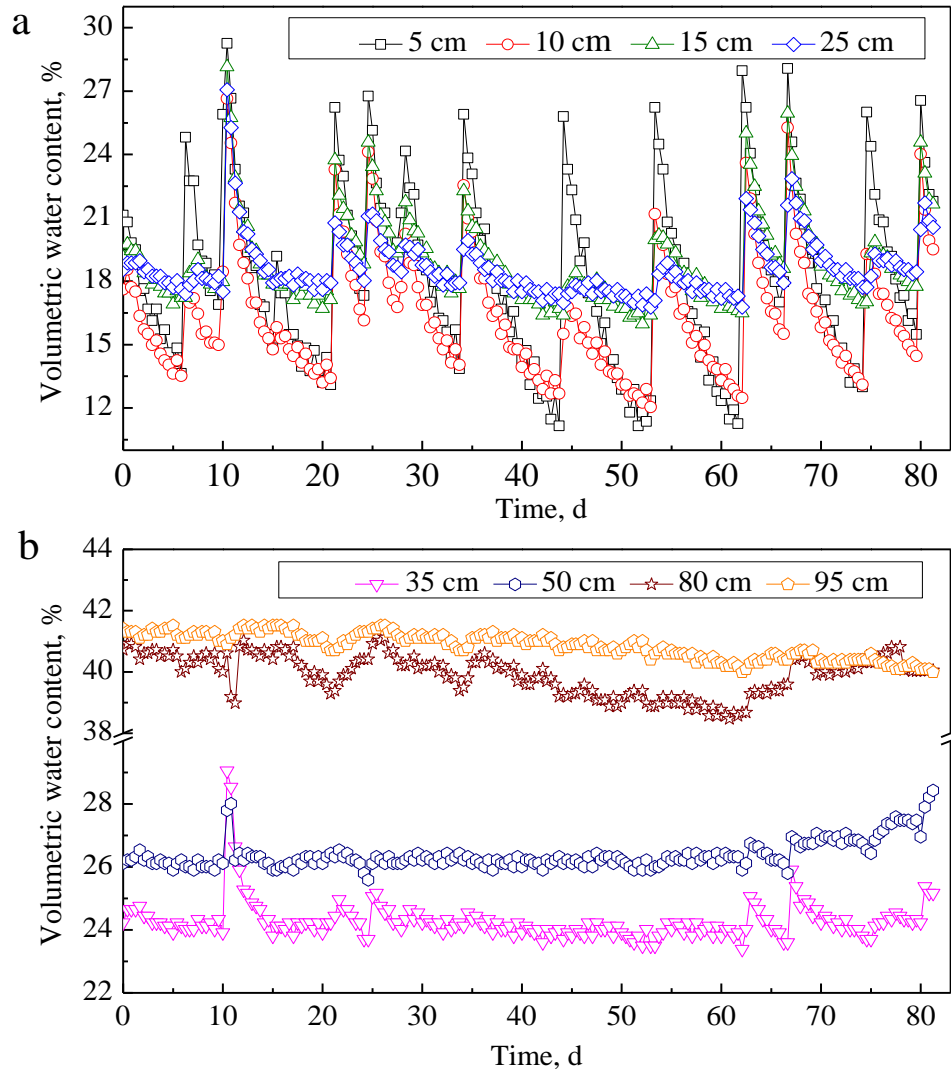 a
Volumetric water content, %
5 cm 10 cm 15 cm 25 cm
30
27
24
21
18
15
12
0 10 20 30 40 50 60 70 80
Time, d
b
Volumetric water content, %
35 cm 50 cm 80 cm 95 cm
44
42
40
38
28
26
24
22
0 10 20 30 40 50 60 70 80
Time, d